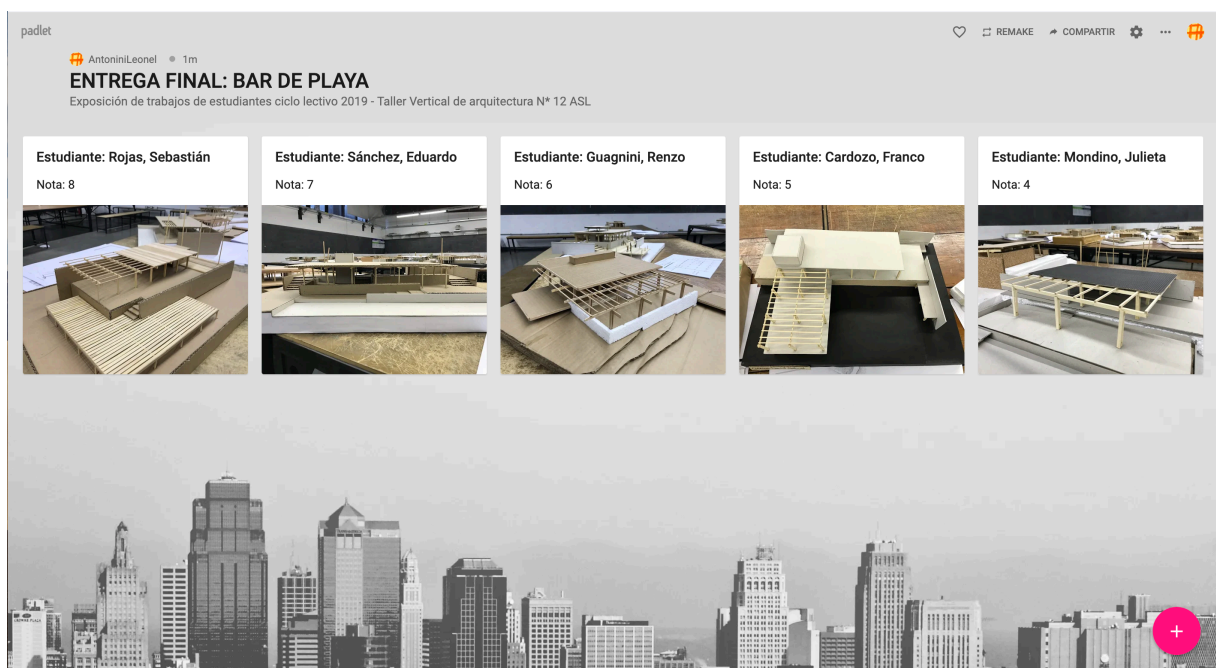 padlet
REMAKE
COMPARTIR
AntoniniLeonel • 1m
ENTREGA FINAL: BAR DE PLAYA
Exposición de trabajos de estudiantes ciclo lectivo 2019 - Taller Vertical de arquitectura N* 12 ASL
Estudiante: Rojas, Sebastián
Nota: 8
Estudiante: Sánchez, Eduardo
Nota: 7
Estudiante: Guagnini, Renzo
Nota: 6
Estudiante: Cardozo, Franco
Nota: 5
Estudiante: Mondino, Julieta
Nota: 4